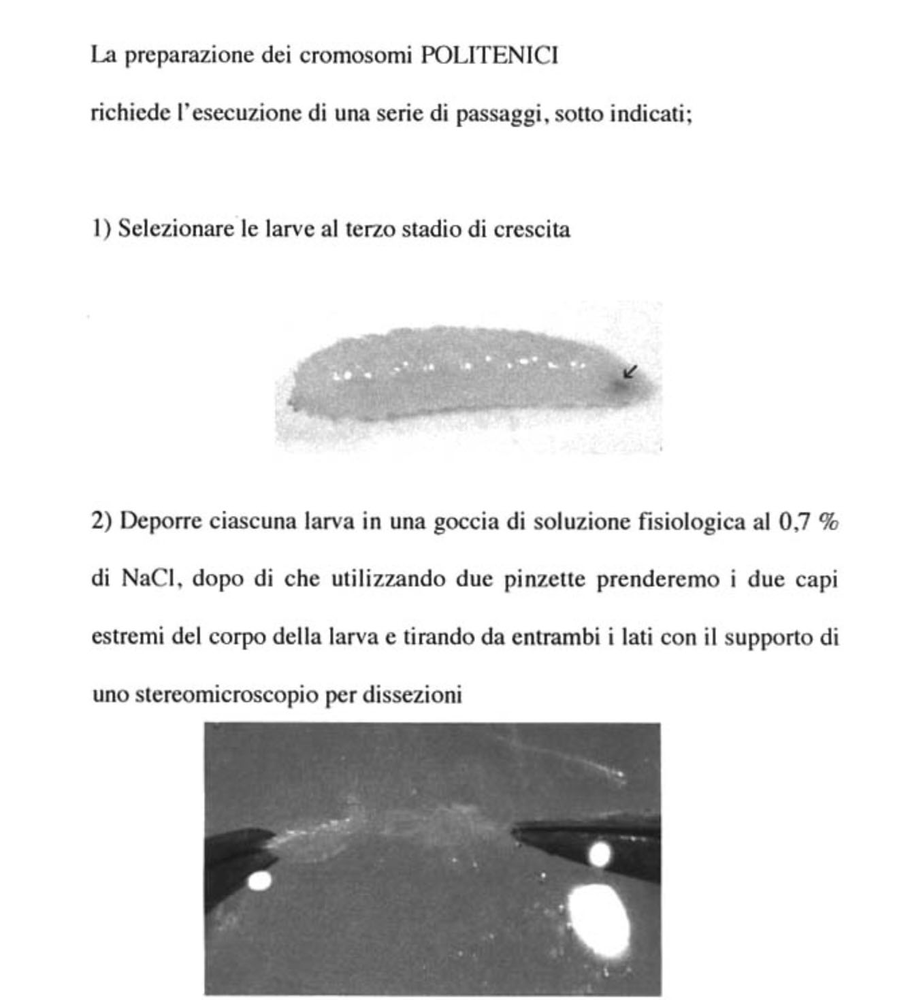 La preparazione dei cromosomi POLITENICI
richiede l'esecuzione di una serie di passaggi, sotto indicati;
1) Selezionare le larve al terzo stadio di crescita
2) Deporre ciascuna larva in una goccia di soluzione fisiologica al 0,7 %
di NaCl, dopo di che utilizzando due pinzette prenderemo i due capi
estremi del corpo della larva e tirando da entrambi i lati con il supporto di
uno stereomicroscopio per dissezioni